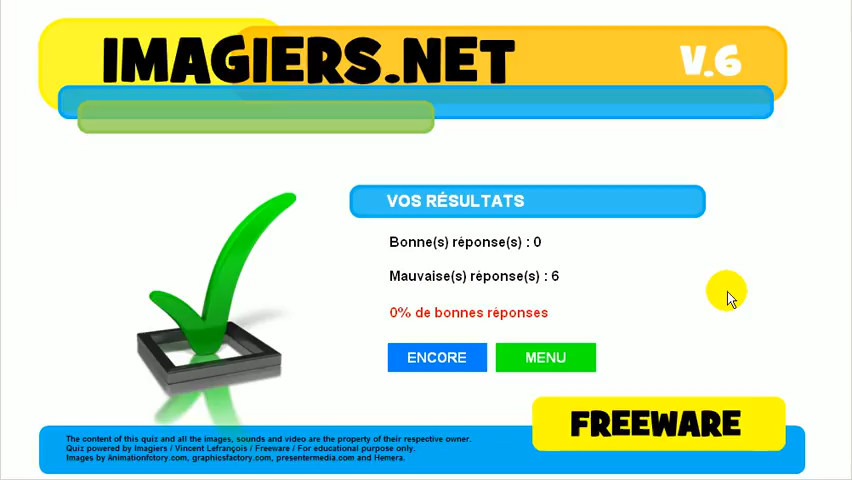 IMAGIERS.NET
V.6
VOS RÉSULTATS
Bonne(s) réponse(s) : 0
Mauvaise(s) réponse(s) : 6
0% de bonnes réponses
ENCORE
MENU
FREEWARE
The content of this quiz and all the images, sounds and video are the property of their respective owner.
Quiz powered by Imagiers / Vincent Lefrançois / Freeware / For educational purpose only.
Images by Animationfctory.com, graphicsfactory.com, presentermedia.com and Hemera.